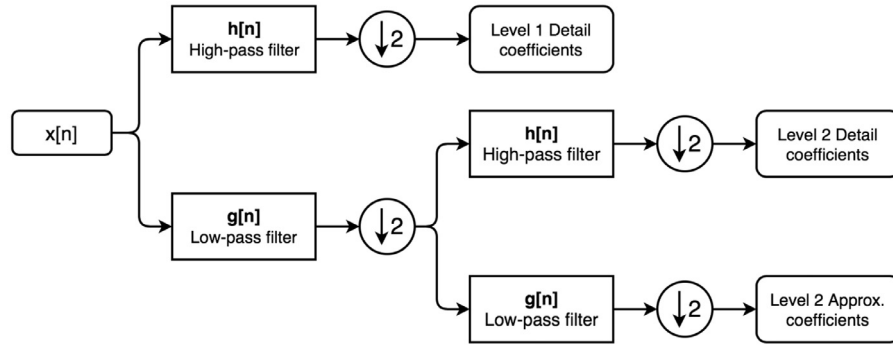 h[n]
High-pass filter
↓2
Level 1 Detail
coefficients
x[n]
h[n]
High-pass filter
↓2
Level 2 Detail
coefficients
g[n]
Low-pass filter
↓2
g[n]
Low-pass filter
↓2
Level 2 Approx.
coefficients